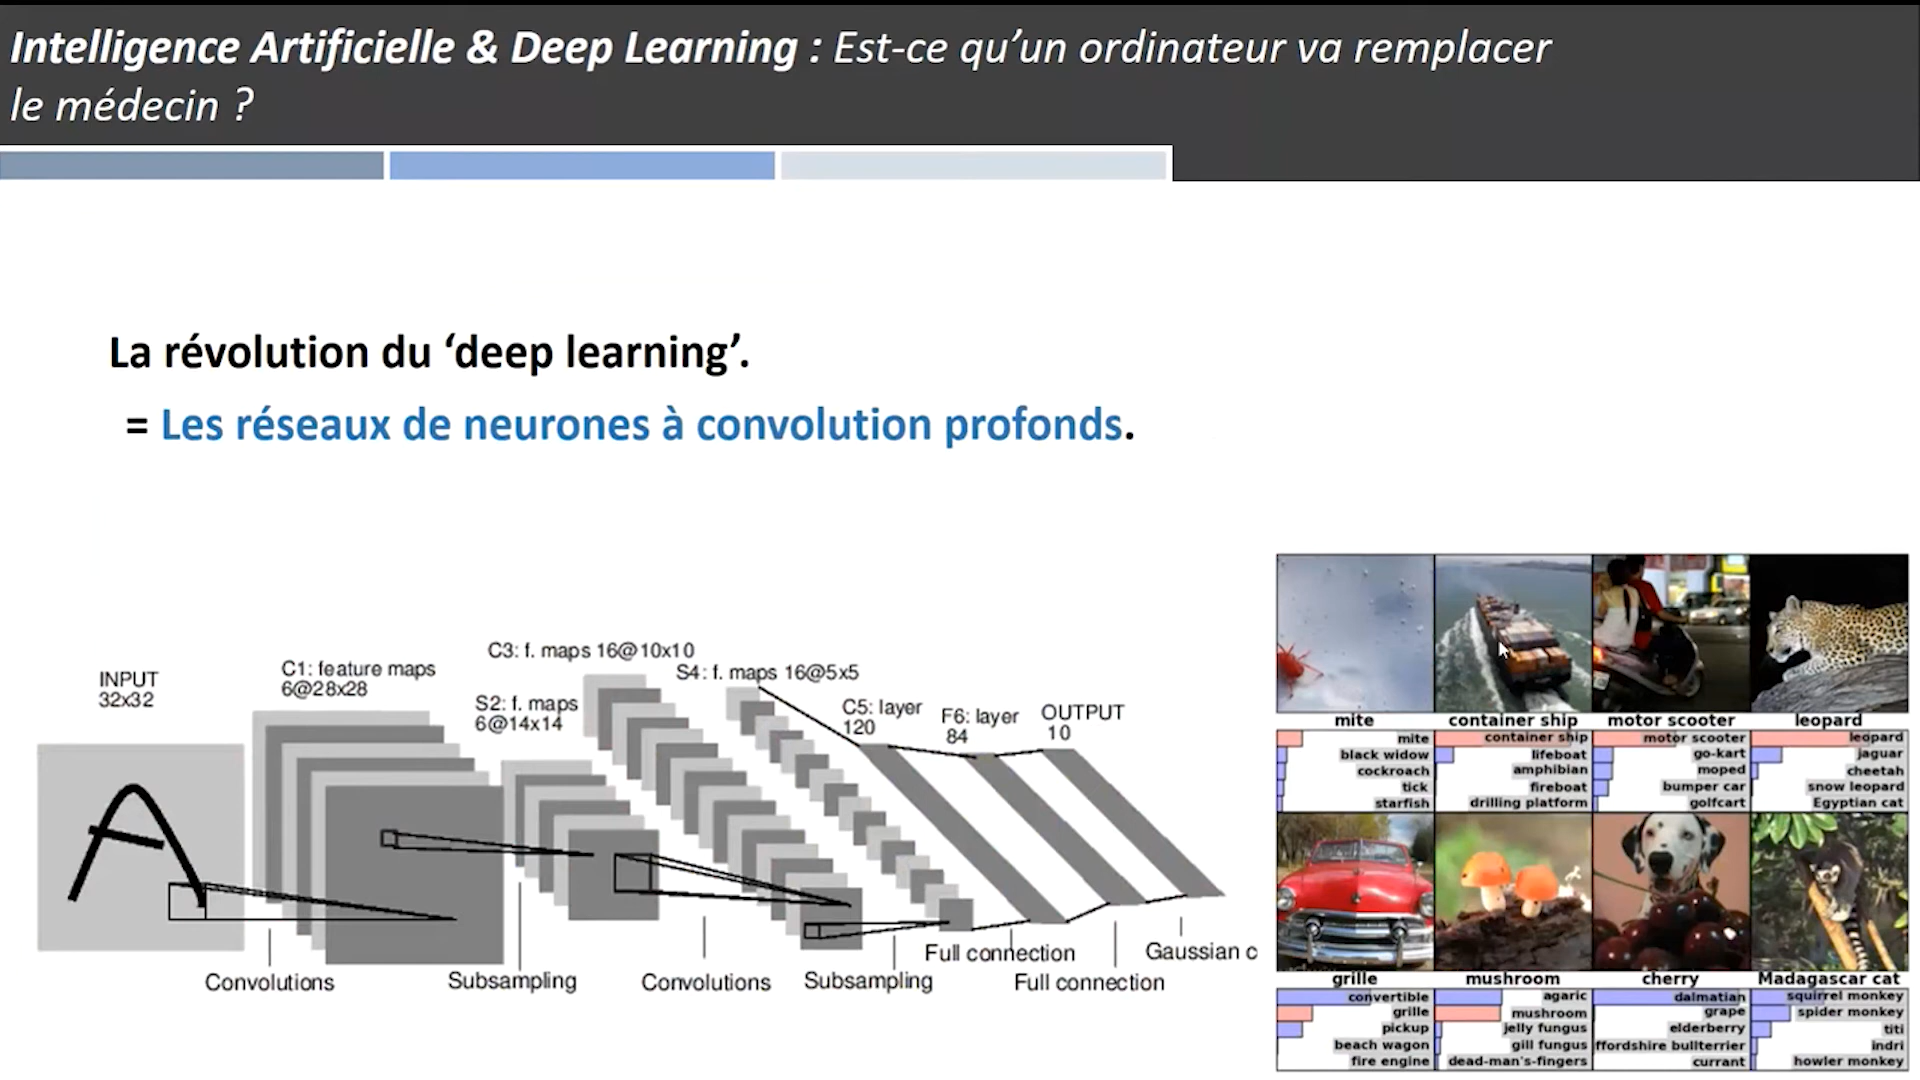 Intelligence Artificielle & Deep Learning : Est-ce qu’un ordinateur va remplacer
le médecin ?
La révolution du ‘deep learning’.
= Les réseaux de neurones à convolution profonds.
INPUT
32x32
C1: feature maps
6@28x28
S2: f. maps
6@14x14
C3: f. maps 16@10x10
S4: f. maps 16@5x5
C5: layer
120
F6: layer
84
OUTPUT
10
Convolutions
Subsampling
Convolutions
Subsampling
Full connection
Full connection
Gaussian c
mite
container ship
motor scooter
leopard
mite
black widow
cockroach
tick
starfish
container ship
lifeboat
amphibian
fireboat
drilling platform
motor scooter
go-kart
moped
bumper car
golfcart
leopard
jaguar
cheetah
snow leopard
Egyptian cat
grille
mushroom
cherry
Madagascar cat
convertible
grille
pickup
beach wagon
fire engine
agaric
mushroom
jelly fungus
gill fungus
dead-man's-fingers
dalmatian
grape
elderberry
ffordshire bullterrier
currant
squirrel monkey
spider monkey
titi
indri
howler monkey